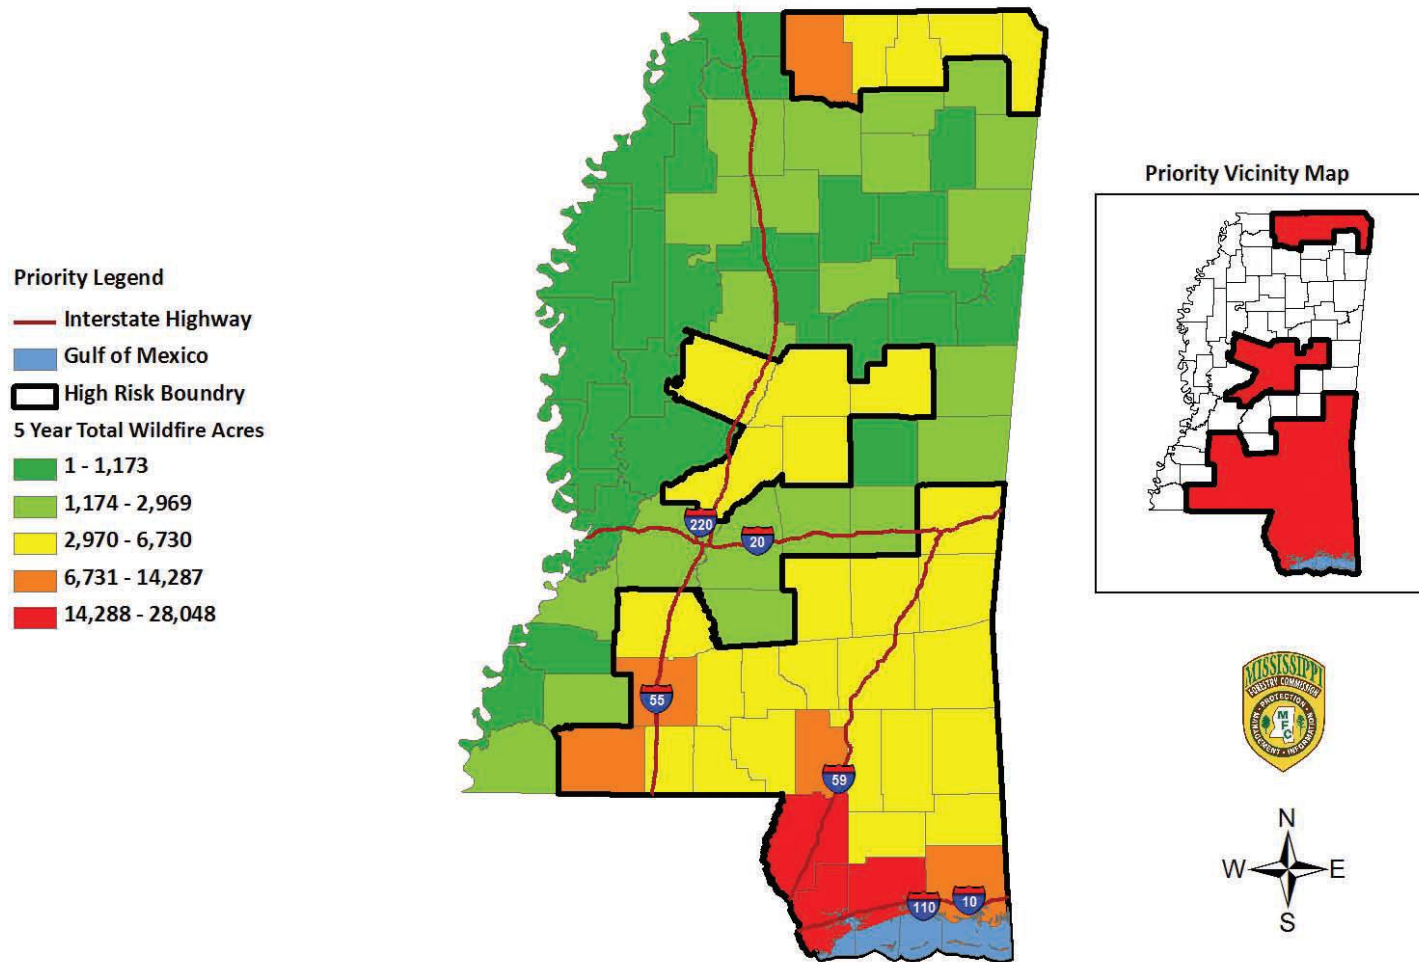 Priority Legend
Interstate Highway
Gulf of Mexico
High Risk Boundry
5 Year Total Wildfire Acres
1 - 1,173
1,174 - 2,969
2,970 - 6,730
6,731 - 14,287
14,288 - 28,048
220
20
55
59
110
10
Priority Vicinity Map
MISSISSIPPI
FORESTRY COMMISSION
PROTECTION
MANAGEMENT • INFORMATION
MFC
N
W E
S